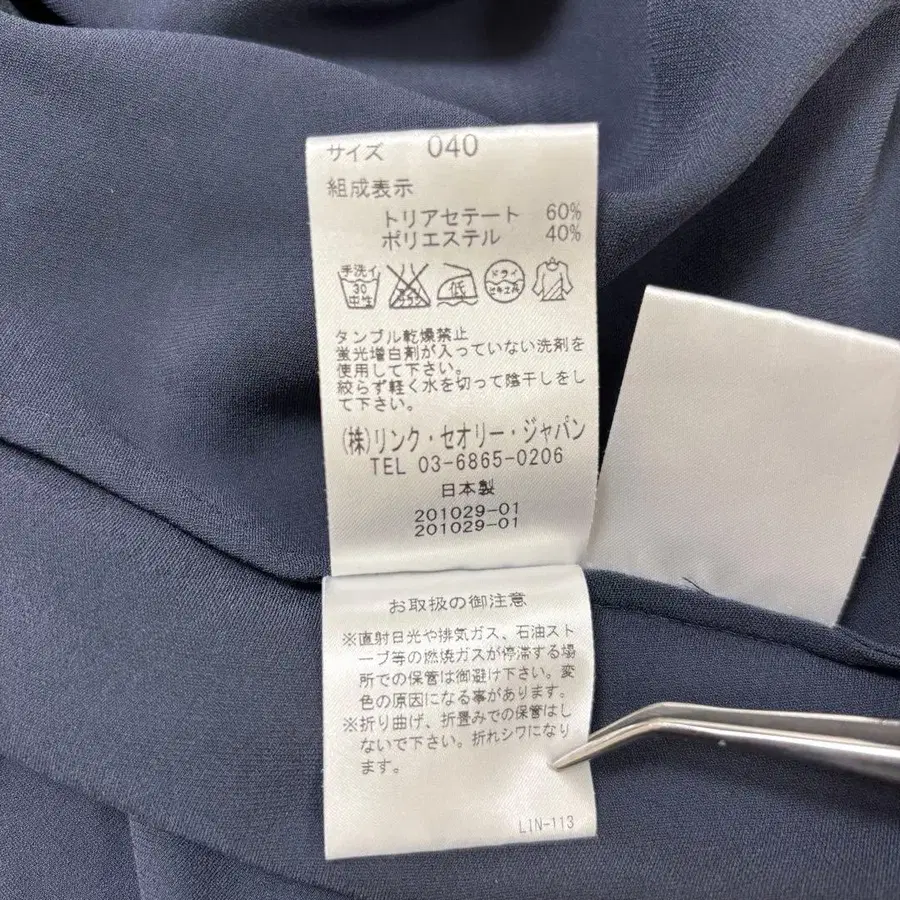 サイズ 040
組成表示
トリアセテート 60%
ポリエステル 40%
手洗イ 30 中性
低
ドライ
セキユ系
タンブル乾燥禁止
蛍光増白剤が入っていない洗剤を
使用して下さい。
絞らず軽く水を切って陰干しをし
て下さい。
(株)リンク・セオリー・ジャパン
TEL 03-6865-0206
日本製
201029-01
201029-01
お取扱の御注意
※直射日光や排気ガス、石油スト
ーブ等の燃焼ガスが停滞する場
所での保管は御避け下さい。変
色の原因になる事があります。
※折り曲げ、折畳みでの保管はし
ないで下さい。折れシワになり
ます。
LIN-113